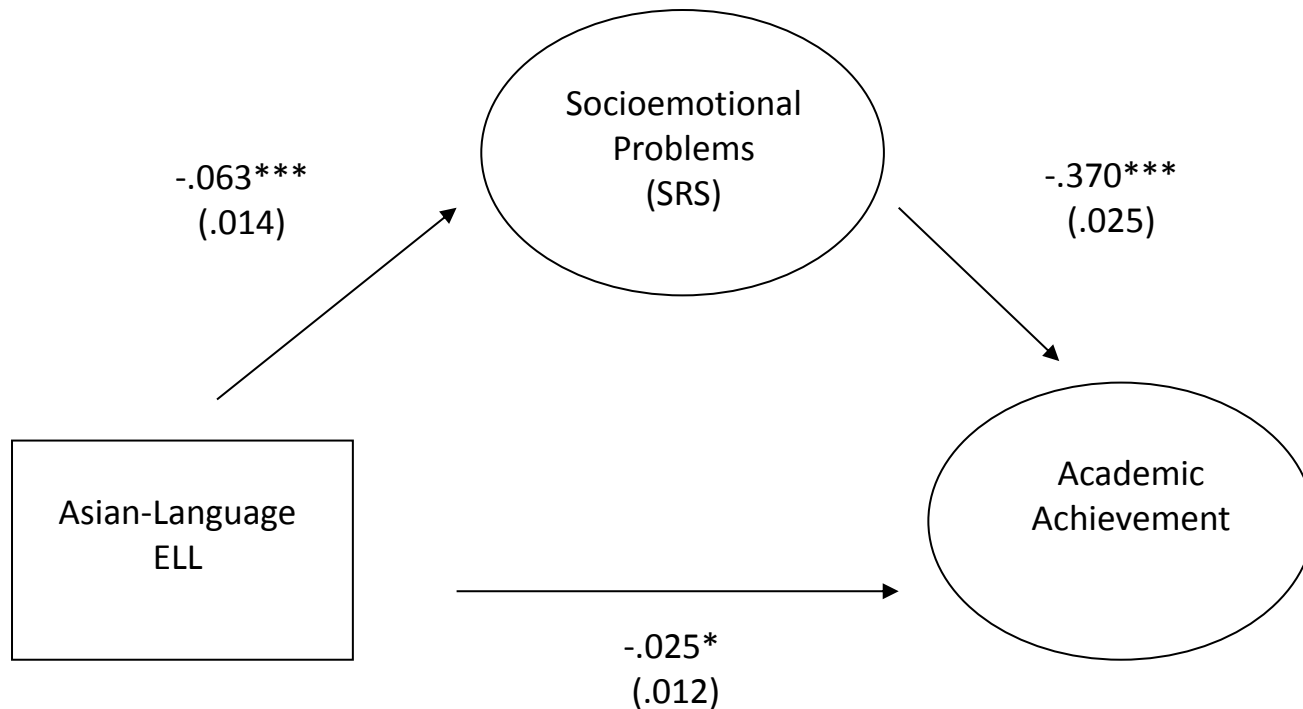 Socioemotional
Problems
(SRS)
-.063***
(.014)
-.370***
(.025)
Asian-Language
ELL
Academic
Achievement
-.025*
(.012)